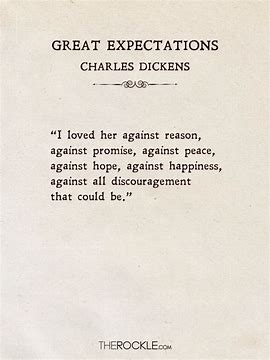 GREAT EXPECTATIONS
CHARLES DICKENS
“I loved her against reason,
against promise, against peace,
against hope, against happiness,
against all discouragement
that could be.”
THEROCKLE.COM